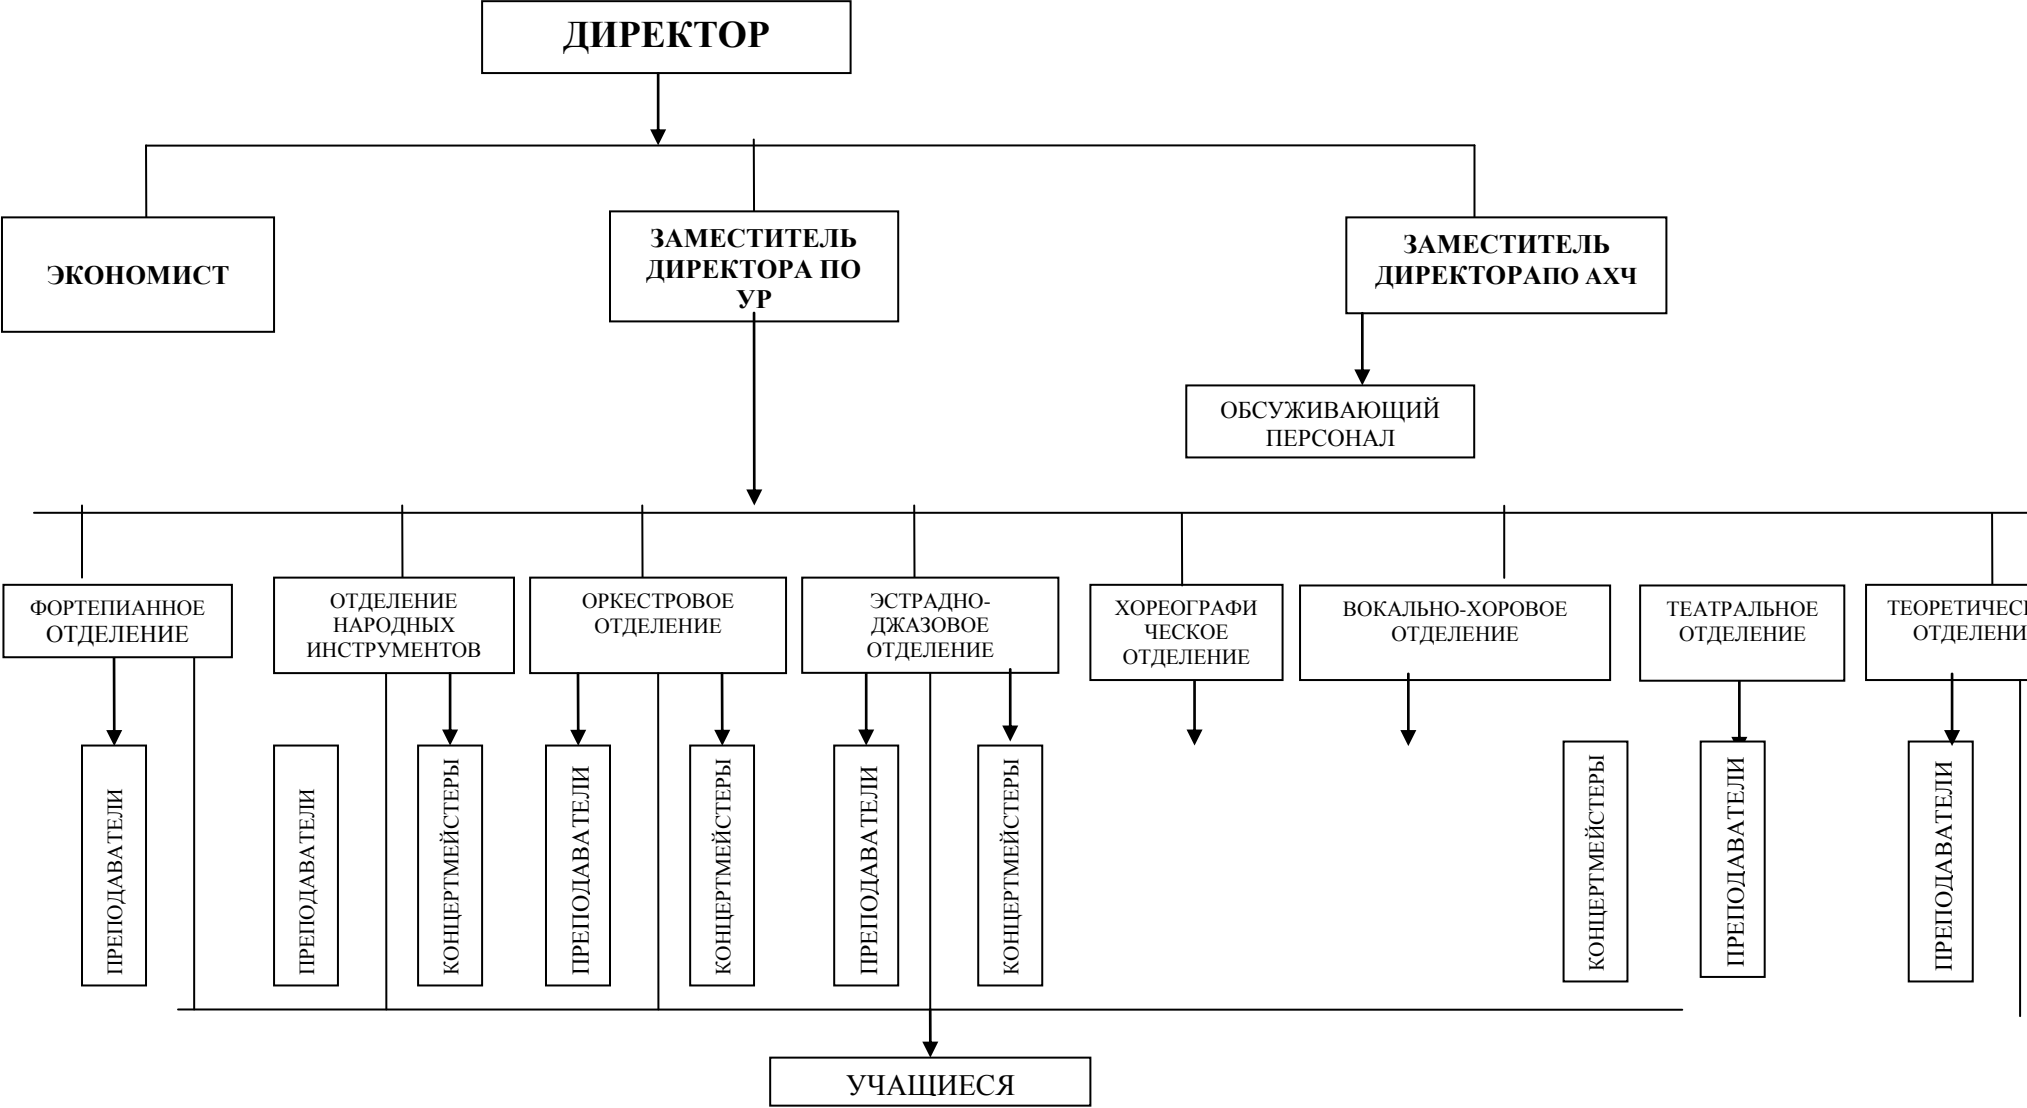 ДИРЕКТОР
ЭКОНОМИСТ
ЗАМЕСТИТЕЛЬ
ДИРЕКТОРА ПО
УР
ЗАМЕСТИТЕЛЬ
ДИРЕКТОРАПО АХЧ
ОБСУЖИВАЮЩИЙ
ПЕРСОНАЛ
ФОРТЕПИАННОЕ
ОТДЕЛЕНИЕ
ОТДЕЛЕНИЕ
НАРОДНЫХ
ИНСТРУМЕНТОВ
ОРКЕСТРОВОЕ
ОТДЕЛЕНИЕ
ЭСТРАДНО-
ДЖАЗОВОЕ
ОТДЕЛЕНИЕ
ХОРЕОГРАФИ
ЧЕСКОЕ
ОТДЕЛЕНИЕ
ВОКАЛЬНО-ХОРОВОЕ
ОТДЕЛЕНИЕ
ТЕАТРАЛЬНОЕ
ОТДЕЛЕНИЕ
ТЕОРЕТИЧЕС
ОТДЕЛЕНИ
ПРЕПОДАВАТЕЛИ
ПРЕПОДАВАТЕЛИ
КОНЦЕРТМЕЙСТЕРЫ
ПРЕПОДАВАТЕЛИ
КОНЦЕРТМЕЙСТЕРЫ
ПРЕПОДАВАТЕЛИ
КОНЦЕРТМЕЙСТЕРЫ
КОНЦЕРТМЕЙСТЕРЫ
ПРЕПОДАВАТЕЛИ
ПРЕПОДАВАТЕЛИ
УЧАЩИЕСЯ